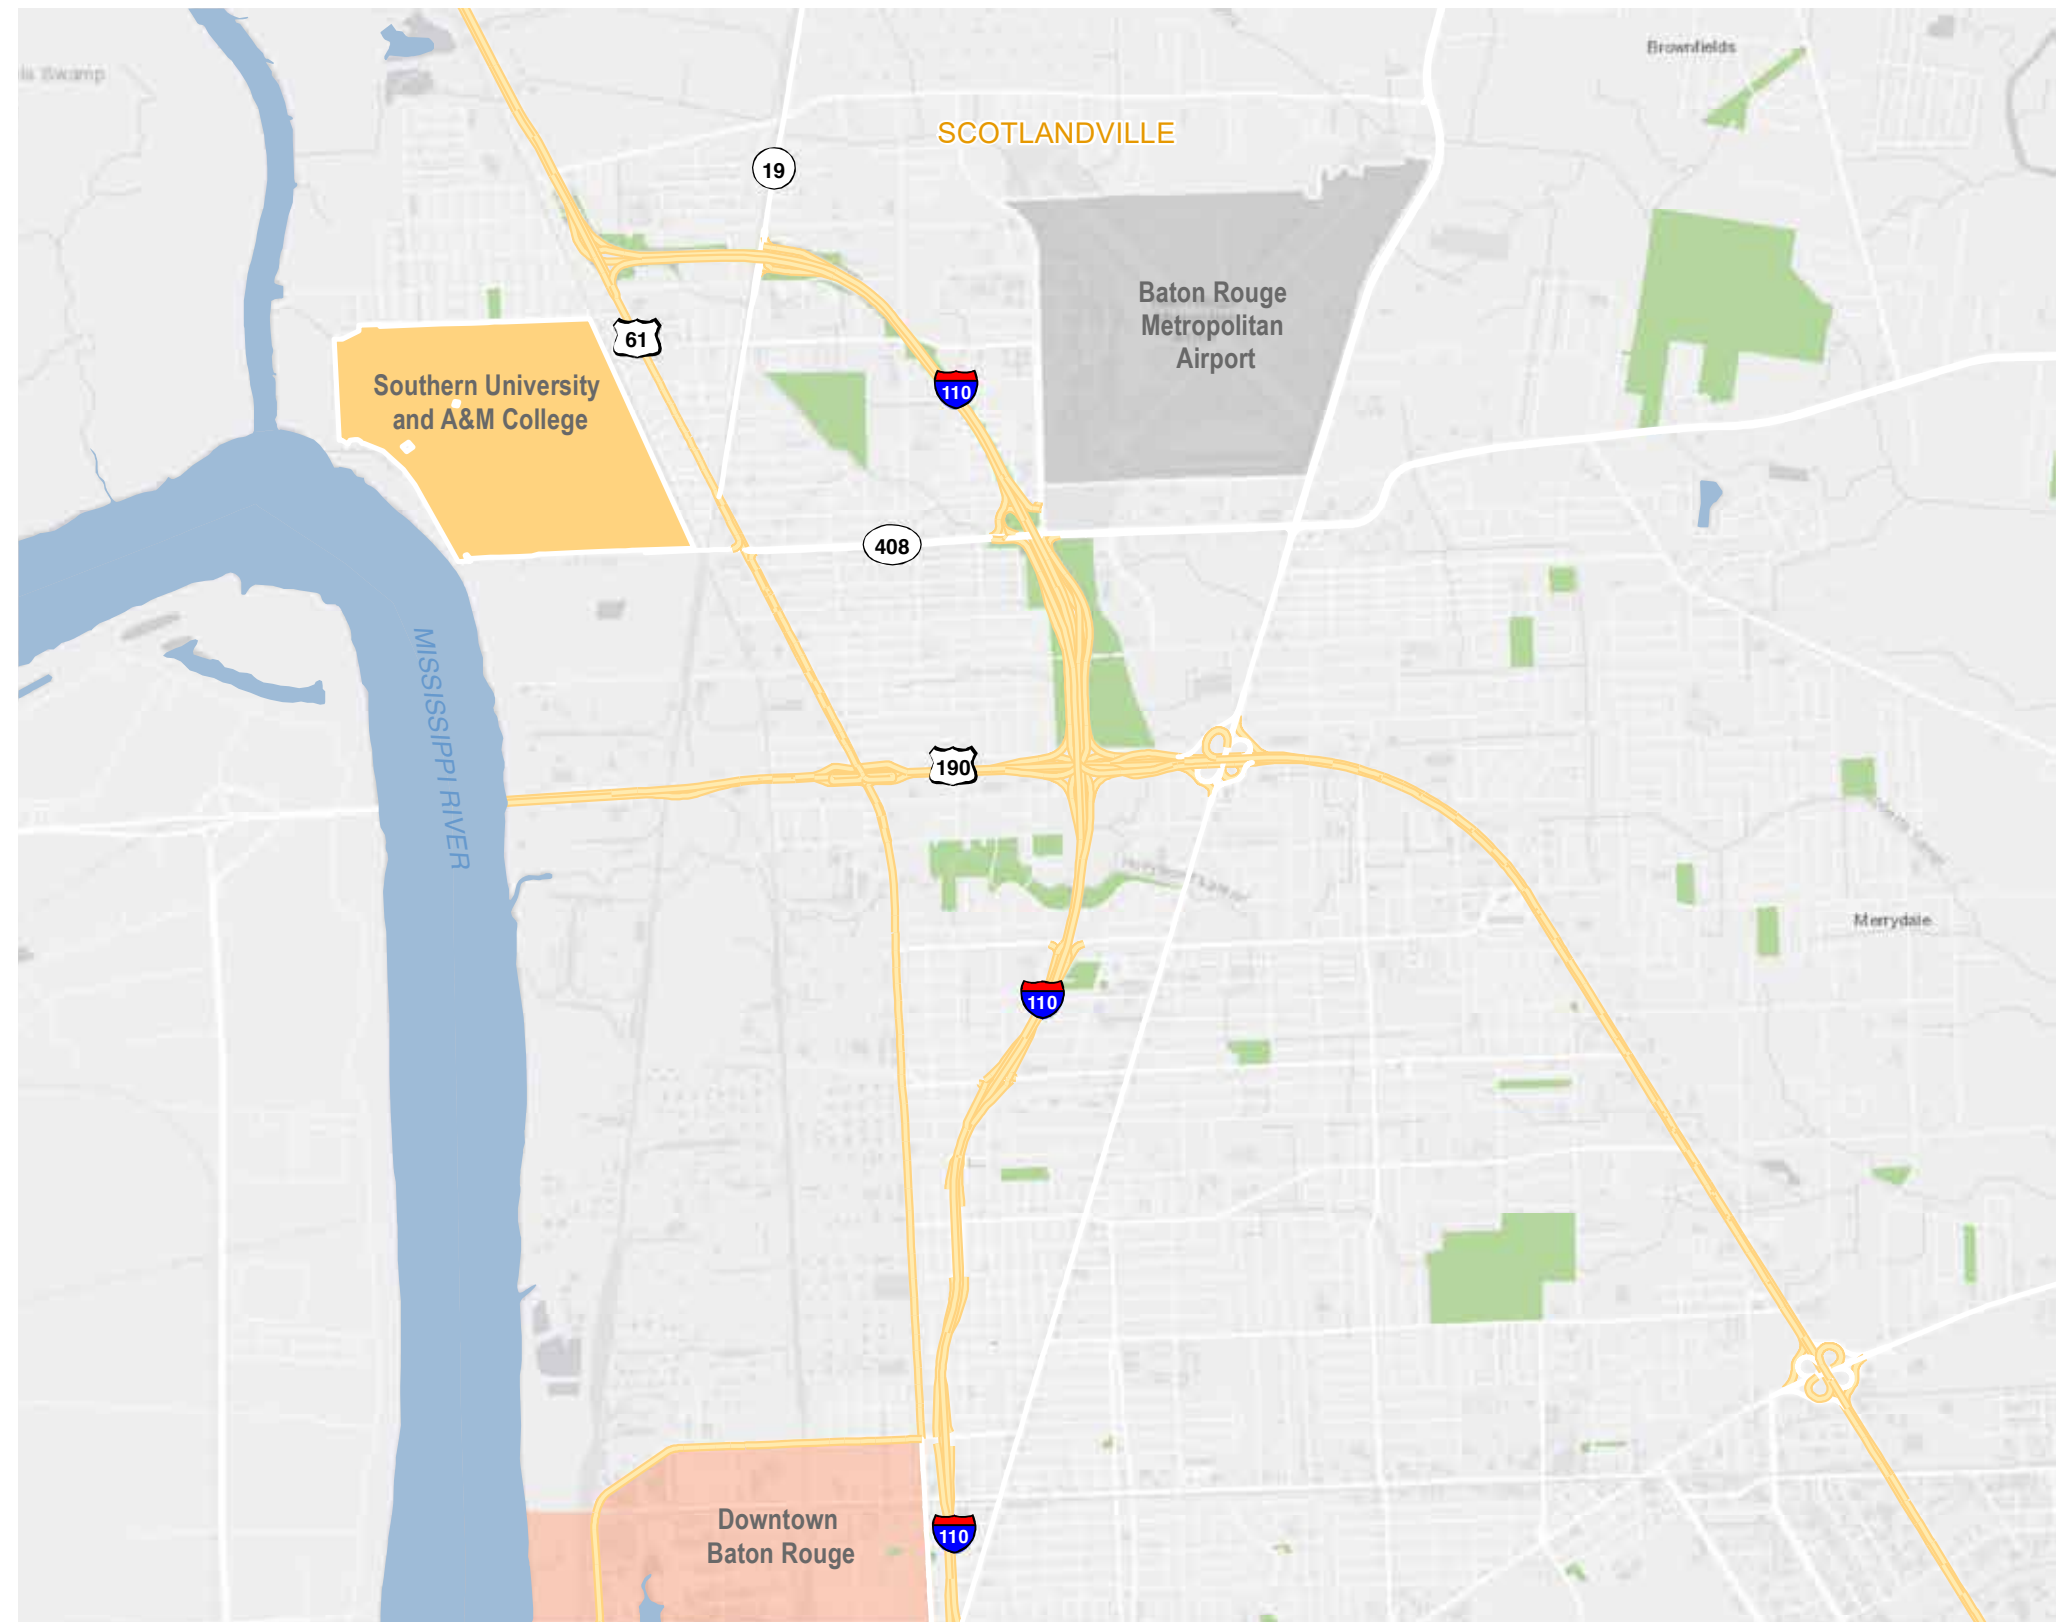 Brownfields
SCOTLANDVILLE
19
Baton Rouge
Metropolitan
Airport
61
Southern University
and A&M College
110
408
MISSISSIPPI RIVER
190
Merrydale
110
Downtown
Baton Rouge
110